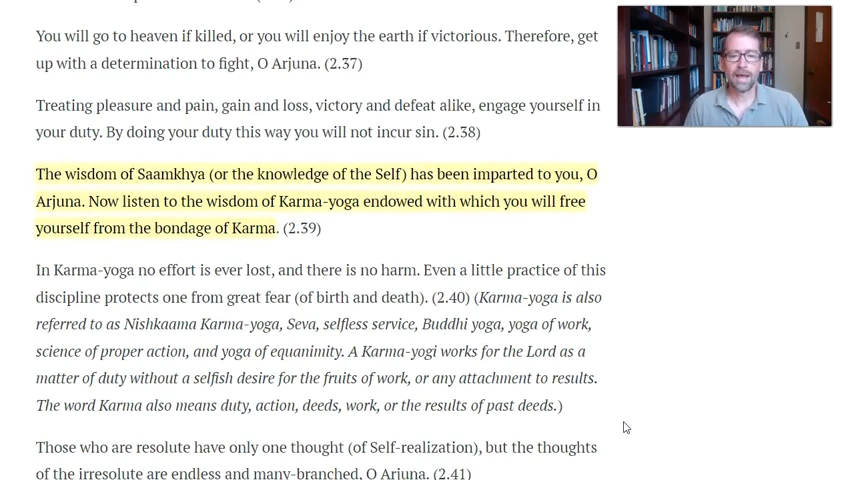 You will go to heaven if killed, or you will enjoy the earth if victorious. Therefore, get
up with a determination to fight, O Arjuna. (2.37)
Treating pleasure and pain, gain and loss, victory and defeat alike, engage yourself in
your duty. By doing your duty this way you will not incur sin. (2.38)
The wisdom of Saamkhya (or the knowledge of the Self) has been imparted to you, O
Arjuna. Now listen to the wisdom of Karma-yoga endowed with which you will free
yourself from the bondage of Karma. (2.39)
In Karma-yoga no effort is ever lost, and there is no harm. Even a little practice of this
discipline protects one from great fear (of birth and death). (2.40) (Karma-yoga is also
referred to as Nishkaama Karma-yoga, Seva, selfless service, Buddhi yoga, yoga of work,
science of proper action, and yoga of equanimity. A Karma-yogi works for the Lord as a
matter of duty without a selfish desire for the fruits of work, or any attachment to results.
The word Karma also means duty, action, deeds, work, or the results of past deeds.)
Those who are resolute have only one thought (of Self-realization), but the thoughts
of the irresolute are endless and many-branched, O Arjuna. (2.41)